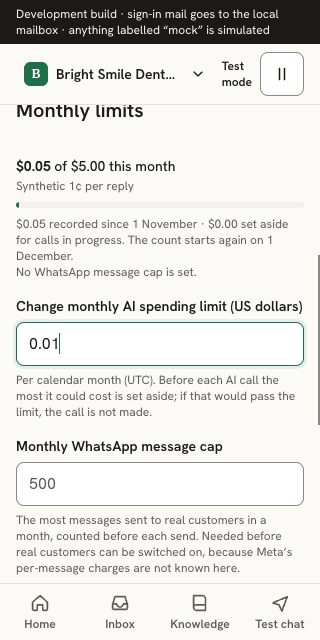 Development build · sign-in mail goes to the local
mailbox · anything labelled “mock” is simulated
B Bright Smile Dent… Test
mode
Monthly limits
$0.05 of $5.00 this month
Synthetic 1¢ per reply
$0.05 recorded since 1 November · $0.00 set aside
for calls in progress. The count starts again on 1
December.
No WhatsApp message cap is set.
Change monthly AI spending limit (US dollars)
0.01
Per calendar month (UTC). Before each AI call the
most it could cost is set aside; if that would pass the
limit, the call is not made.
Monthly WhatsApp message cap
500
The most messages sent to real customers in a
month, counted before each send. Needed before
real customers can be switched on, because Meta’s
per-message charges are not known here.
Home Inbox Knowledge Test chat